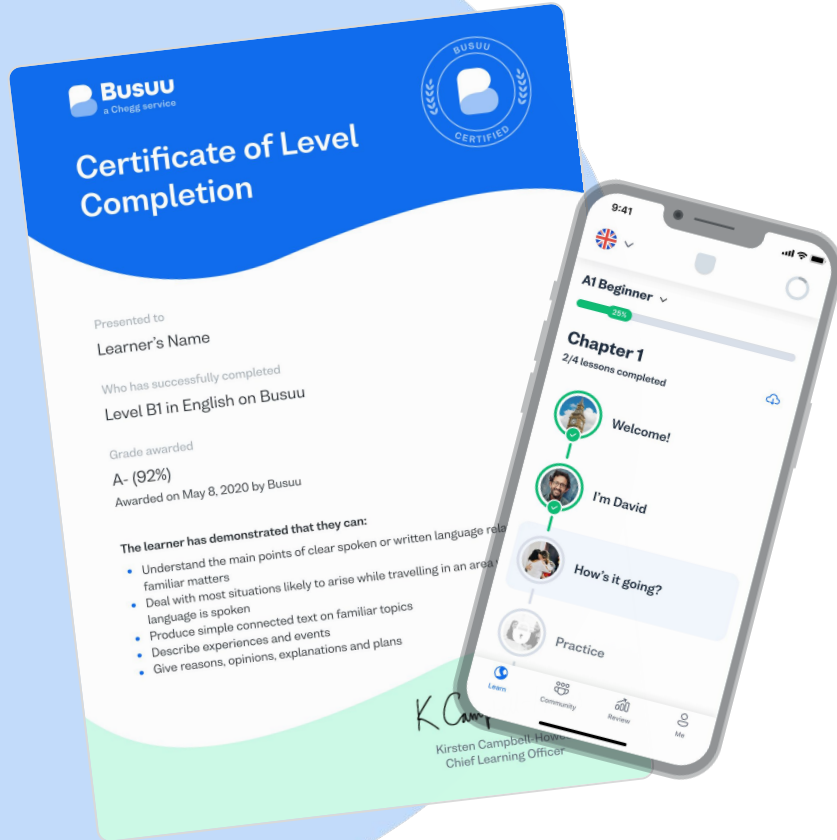 Busuu
a Chegg service
BUSUU
CERTIFIED
Certificate of Level
Completion
Presented to
Learner's Name
Who has successfully completed
Level B1 in English on Busuu
Grade awarded
A- (92%)
Awarded on May 8, 2020 by Busuu
The learner has demonstrated that they can:
• Understand the main points of clear spoken or written language
familiar matters
• Deal with most situations likely to arise while travelling in an area
language is spoken
• Produce simple connected text on familiar topics
• Describe experiences and events
• Give reasons, opinions, explanations and plans
Kirsten Campbell-Howes
Chief Learning Officer
9:41
A1 Beginner
25%
Chapter 1
2/4 lessons completed
Welcome!
I'm David
How's it going?
Practice
Learn
Community
Review
Me